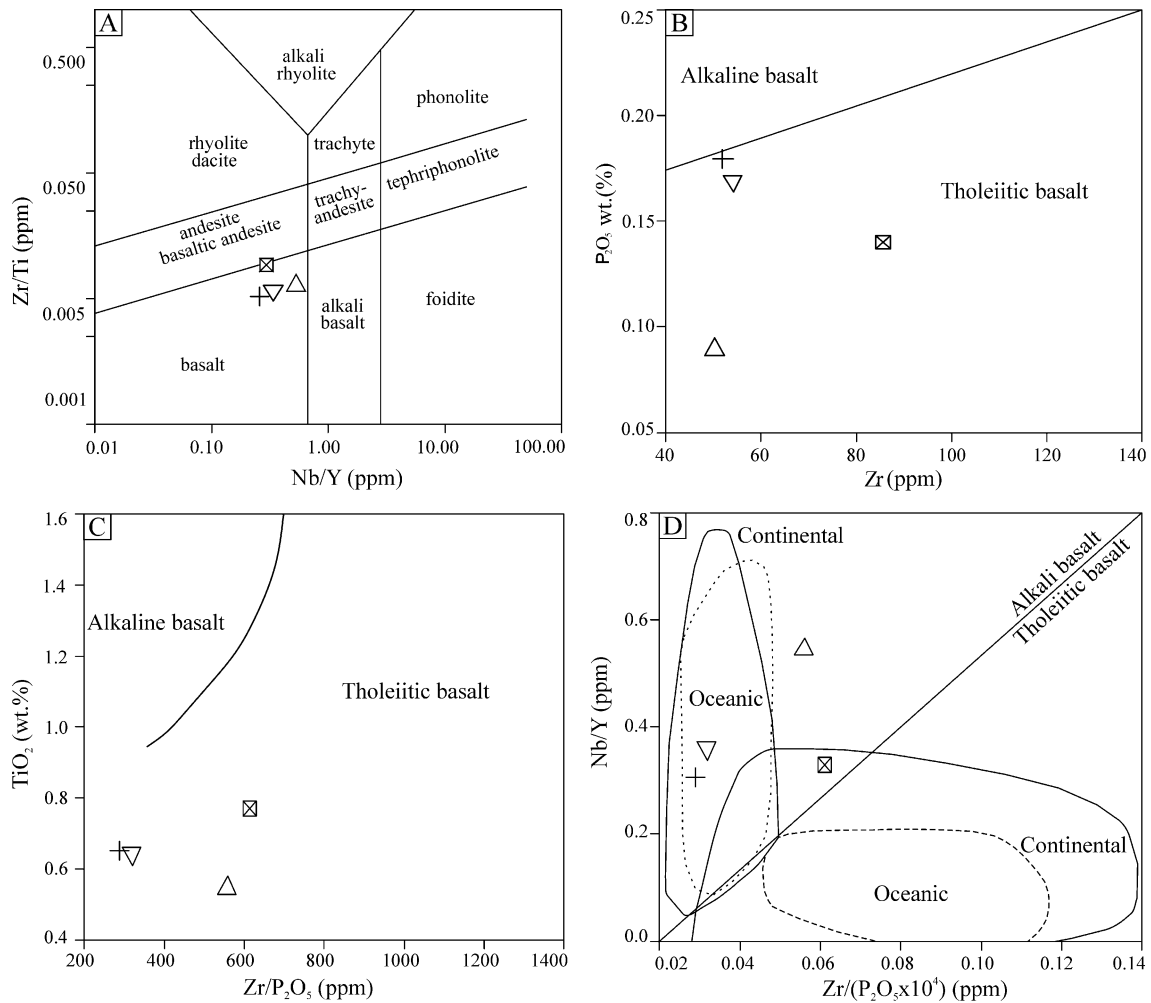 A
0.500
0.050
0.005
0.001
Zr/Ti (ppm)
alkali
rhyolite
phonolite
rhyolite
dacite
trachyte
tephriphonolite
trachy-
andesite
andesite
basaltic andesite
alkali
basalt
foidite
basalt
0.01
0.10
1.00
10.00
100.00
Nb/Y (ppm)
B
0.25
0.20
0.15
0.10
0.05
P₂O₅ wt.(%)
Alkaline basalt
Tholeiitic basalt
40
60
80
100
120
140
Zr (ppm)
C
1.6
1.4
1.2
1.0
0.8
0.6
0.4
TiO₂ (wt.%)
Alkaline basalt
Tholeiitic basalt
200
400
600
800
1000
1200
1400
Zr/P₂O₅ (ppm)
D
0.8
0.6
0.4
0.2
0.0
Nb/Y (ppm)
Continental
Alkali basalt
Tholeiitic basalt
Oceanic
Continental
Oceanic
0.02
0.04
0.06
0.08
0.10
0.12
0.14
Zr/(P₂O₅x10⁴) (ppm)